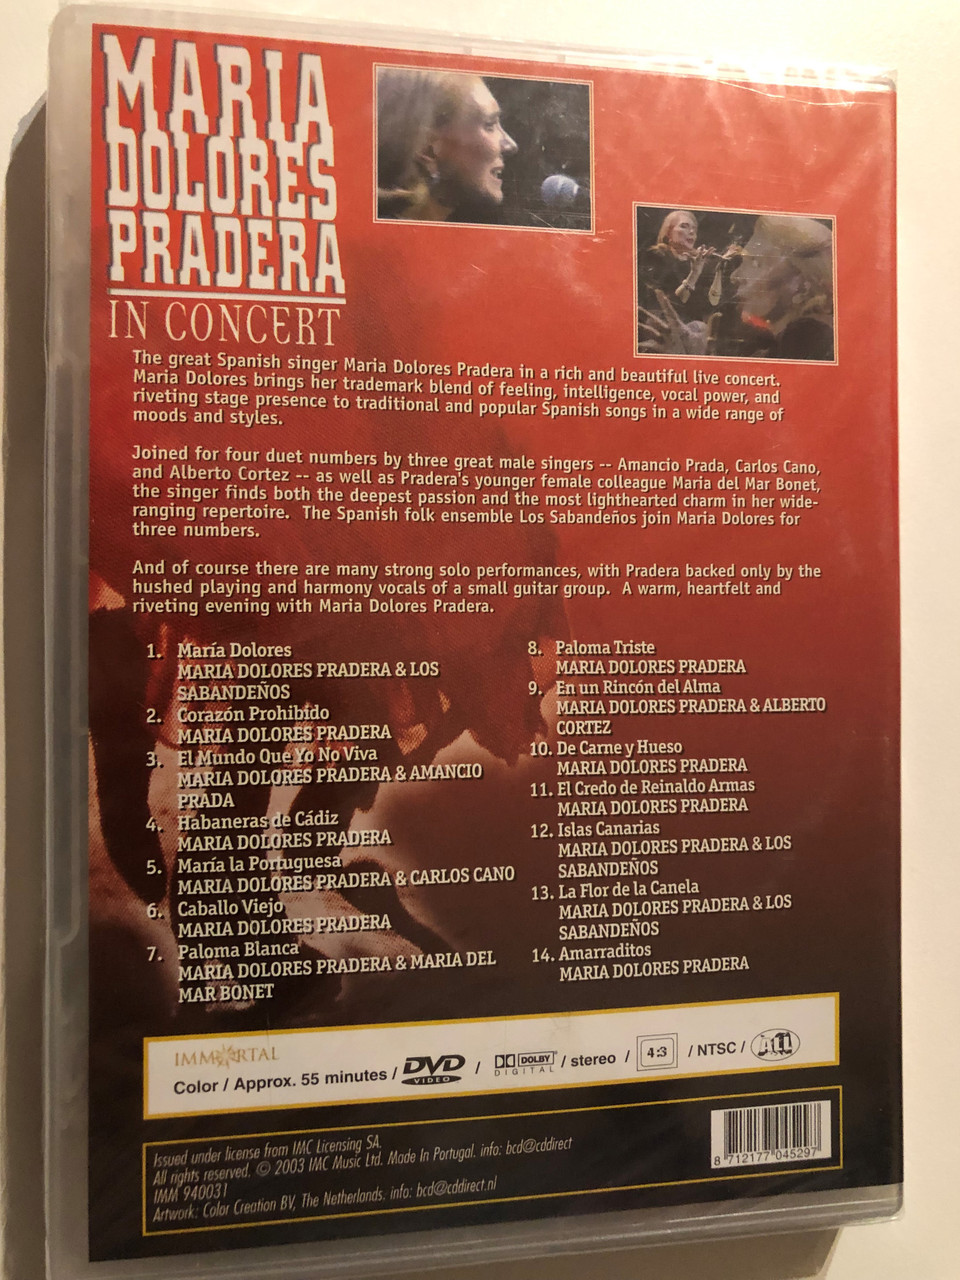 MARIA
DOLORES
PRADERA
IN CONCERT
The great Spanish singer Maria Dolores Pradera in a rich and beautiful live concert.
Maria Dolores brings her trademark blend of feeling, intelligence, vocal power, and
riveting stage presence to traditional and popular Spanish songs in a wide range of
moods and styles.
Joined for four duet numbers by three great male singers -- Amancio Prada, Carlos Cano,
and Alberto Cortez -- as well as Pradera's younger female colleague Maria del Mar Bonet,
the singer finds both the deepest passion and the most lighthearted charm in her wide-
ranging repertoire. The Spanish folk ensemble Los Sabandeños join Maria Dolores for
three numbers.
And of course there are many strong solo performances, with Pradera backed only by the
hushed playing and harmony vocals of a small guitar group. A warm, heartfelt and
riveting evening with Maria Dolores Pradera.
1. María Dolores
MARIA DOLORES PRADERA & LOS
SABANDEÑOS
2. Corazón Prohibido
MARIA DOLORES PRADERA
3. El Mundo Que Yo No Viva
MARIA DOLORES PRADERA & AMANCIO
PRADA
4. Habaneras de Cádiz
MARIA DOLORES PRADERA
5. María la Portuguesa
MARIA DOLORES PRADERA & CARLOS CANO
6. Caballo Viejo
MARIA DOLORES PRADERA
7. Paloma Blanca
MARIA DOLORES PRADERA & MARIA DEL
MAR BONET
8. Paloma Triste
MARIA DOLORES PRADERA
9. En un Rincón del Alma
MARIA DOLORES PRADERA & ALBERTO
CORTEZ
10. De Carne y Hueso
MARIA DOLORES PRADERA
11. El Credo de Reinaldo Armas
MARIA DOLORES PRADERA
12. Islas Canarias
MARIA DOLORES PRADERA & LOS
SABANDEÑOS
13. La Flor de la Canela
MARIA DOLORES PRADERA & LOS
SABANDEÑOS
14. Amarraditos
MARIA DOLORES PRADERA
IMMORTAL
Color / Approx. 55 minutes / DVD VIDEO / DOLBY DIGITAL / stereo / 4:3 / NTSC / All
Issued under license from IMC Licensing SA.
All rights reserved. © 2003 IMC Music Ltd. Made In Portugal. info: bcd@cddirect
IMM 940031
Artwork: Color Creation BV, The Netherlands. info: bcd@cddirect.nl
8 712177 045297